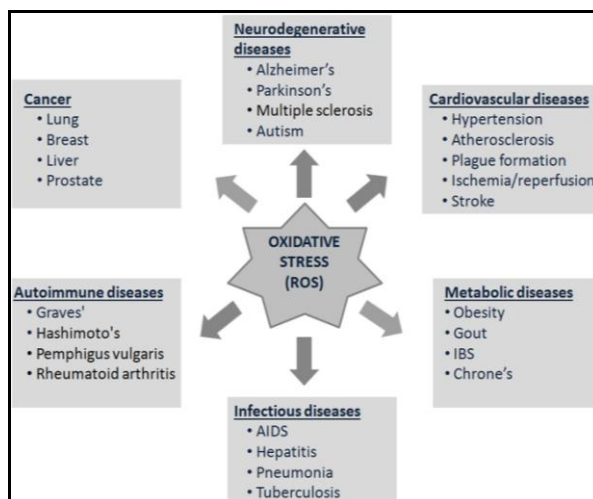 Neurodegenerative
diseases
• Alzheimer's
• Parkinson's
• Multiple sclerosis
• Autism
Cancer
• Lung
• Breast
• Liver
• Prostate
Cardiovascular diseases
• Hypertension
• Atherosclerosis
• Plague formation
• Ischemia/reperfusion
• Stroke
OXIDATIVE
STRESS
(ROS)
Autoimmune diseases
• Graves'
• Hashimoto's
• Pemphigus vulgaris
• Rheumatoid arthritis
Metabolic diseases
• Obesity
• Gout
• IBS
• Chrone's
Infectious diseases
• AIDS
• Hepatitis
• Pneumonia
• Tuberculosis